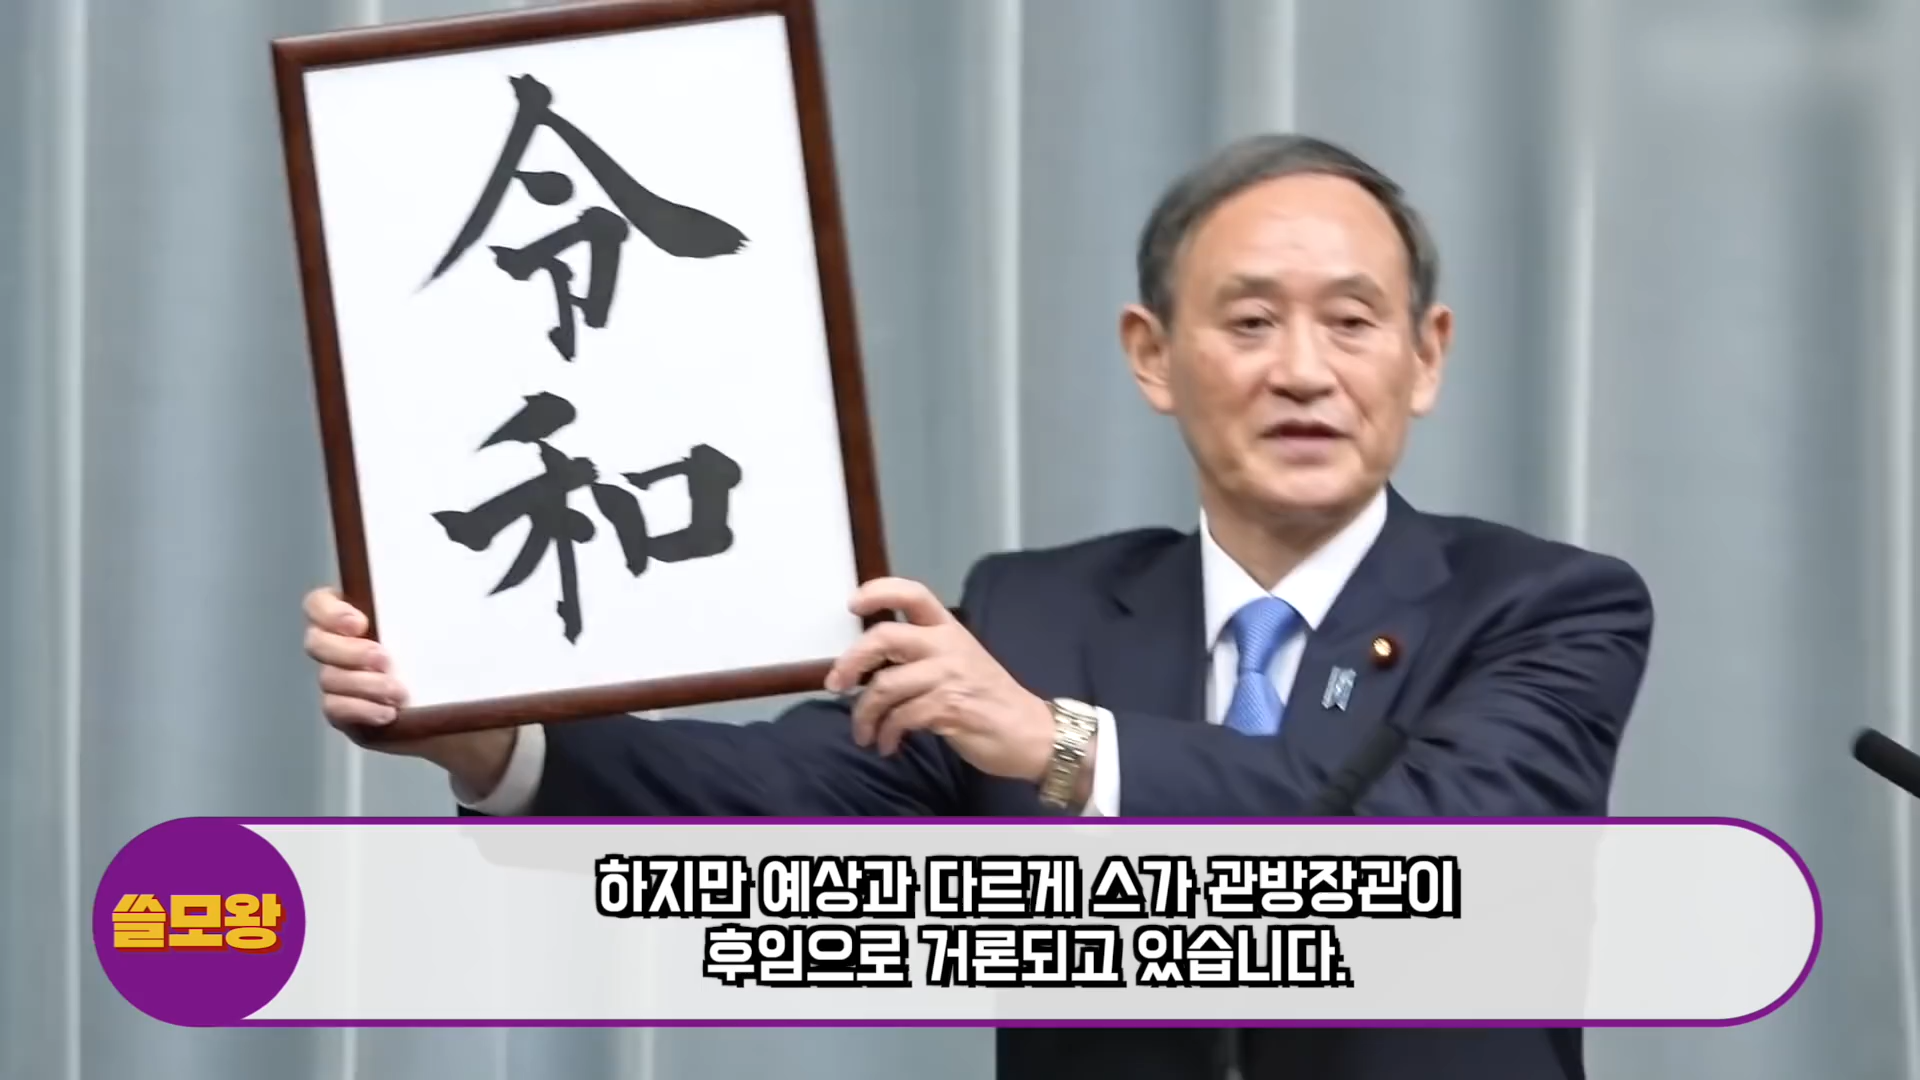 令
和
쓸모왕
하지만 예상과 다르게 스가 관방장관이
후임으로 거론되고 있습니다.